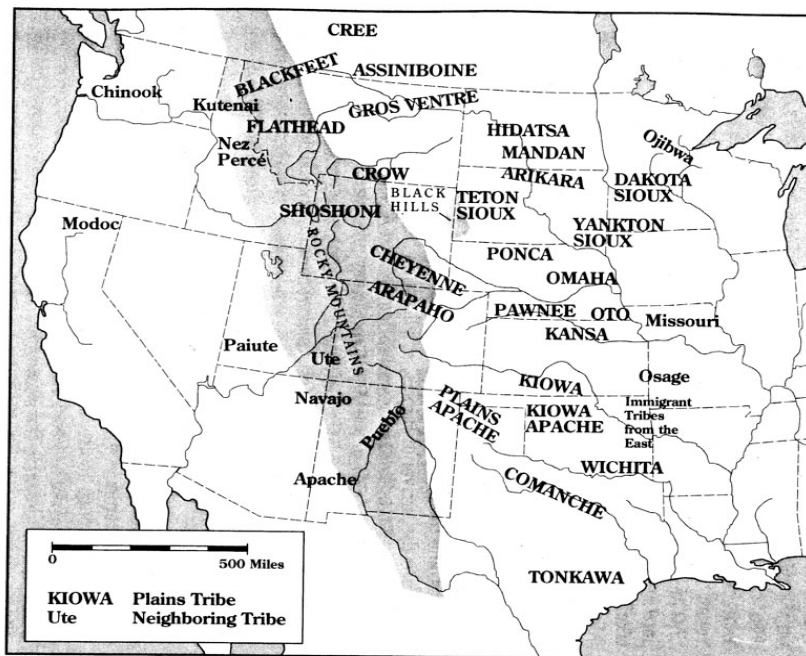 CREE
BLACKFEET
ASSINIBOINE
Chinook
Kutenai
GROS VENTRE
FLATHEAD
HIDATSA
Nez
Percé
MANDAN
Ojibwa
CROW
ARIKARA
BLACK
HILLS
TETON
SIOUX
DAKOTA
SIOUX
SHOSHONI
Modoc
YANKTON
SIOUX
ROCKY MOUNTAINS
CHEYENNE
PONCA
OMAHA
ARAPAHO
PAWNEE
OTO
Missouri
KANSA
Paiute
Ute
KIOWA
Osage
Navajo
PLAINS
APACHE
KIOWA
APACHE
Immigrant
Tribes
from the
East
Pueblo
WICHITA
Apache
COMANCHE
TONKAWA
0
500 Miles
KIOWA Plains Tribe
Ute Neighboring Tribe